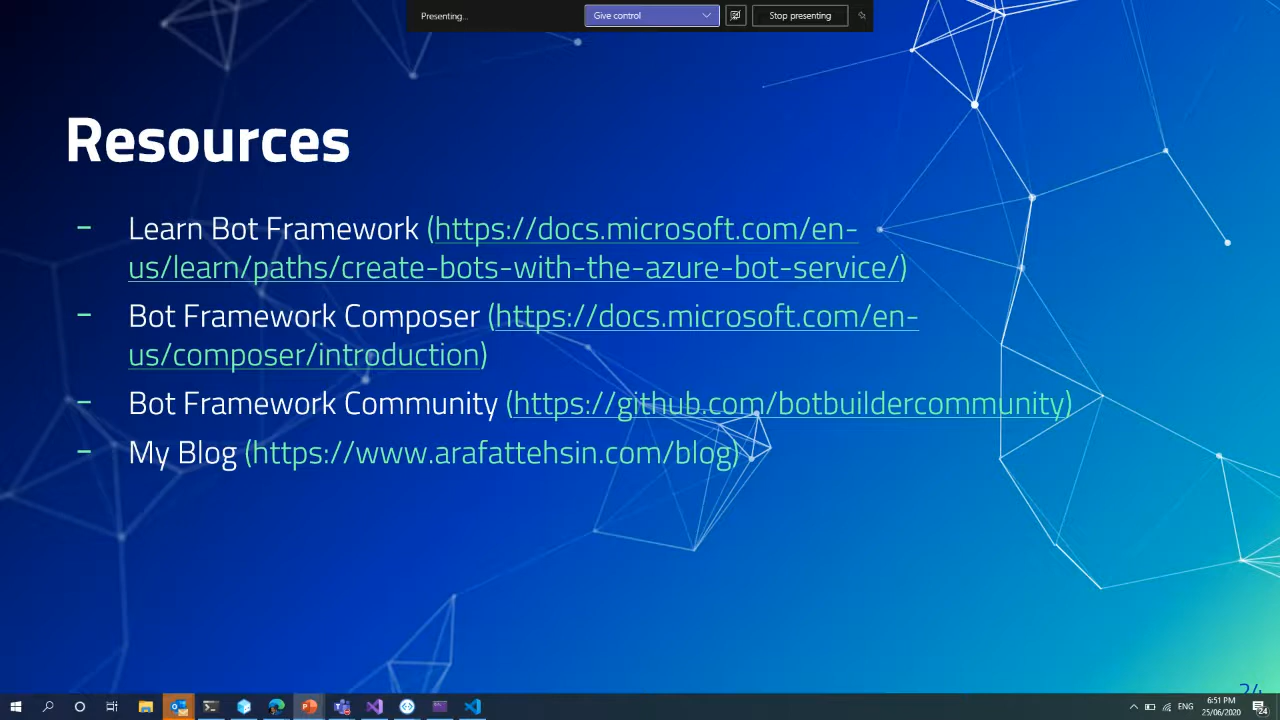 Presenting...
Give control
Stop presenting
Resources
– Learn Bot Framework (https://docs.microsoft.com/en-
us/learn/paths/create-bots-with-the-azure-bot-service/)
– Bot Framework Composer (https://docs.microsoft.com/en-
us/composer/introduction)
– Bot Framework Community (https://github.com/botbuildercommunity)
– My Blog (https://www.arafattehsin.com/blog)
24
ENG
6:51 PM
25/06/2020
24